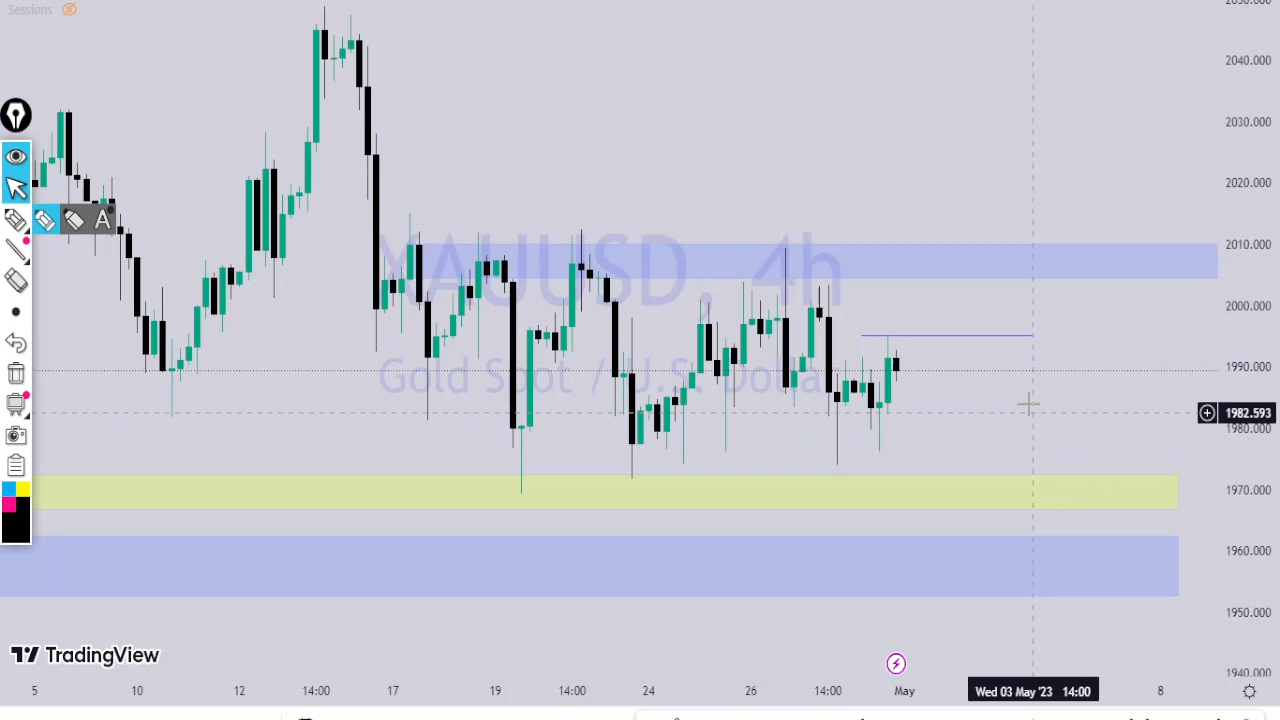 Sessions
XAUUSD, 4h
Gold Spot / U.S. Dollar
2040.000
2030.000
2020.000
2010.000
2000.000
1990.000
1982.593
1980.000
1970.000
1960.000
1950.000
1940.000
A
TradingView
5 10 12 14:00 17 19 14:00 24 26 14:00 May Wed 03 May '23 14:00 8